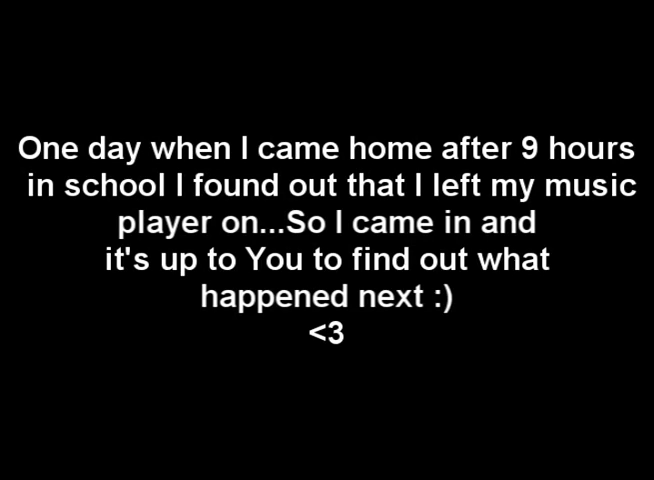 One day when I came home after 9 hours
in school I found out that I left my music
player on...So I came in and
it's up to You to find out what
happened next :)
<3